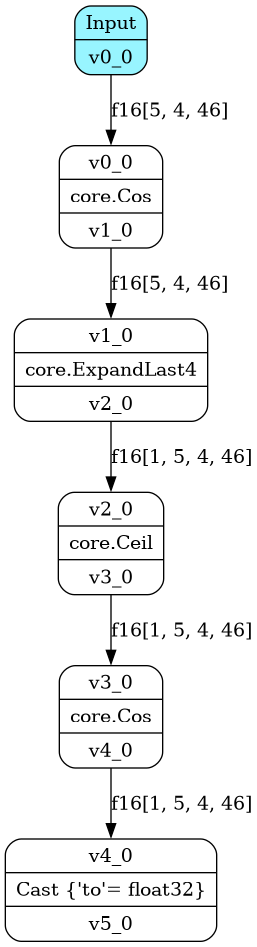 Input
v0_0
f16[5, 4, 46]
v0_0
core.Cos
v1_0
f16[5, 4, 46]
v1_0
core.ExpandLast4
v2_0
f16[1, 5, 4, 46]
v2_0
core.Ceil
v3_0
f16[1, 5, 4, 46]
v3_0
core.Cos
v4_0
f16[1, 5, 4, 46]
v4_0
Cast {'to'= float32}
v5_0